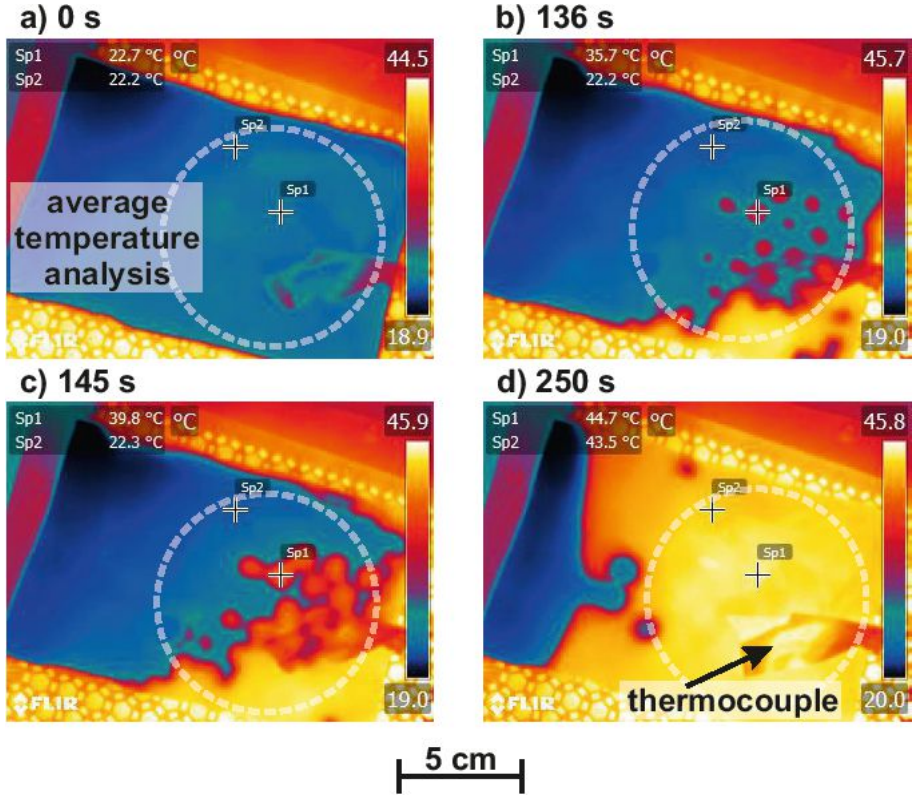 a) 0 s
Sp1 22.7 °C °C 44.5
Sp2 22.2 °C
Sp2
Sp1
average
temperature
analysis
FLIR 18.9
b) 136 s
Sp1 35.7 °C °C 45.7
Sp2 22.2 °C
Sp2
Sp1
FLIR 19.0
c) 145 s
Sp1 39.8 °C °C 45.9
Sp2 22.3 °C
Sp2
Sp1
FLIR 19.0
d) 250 s
Sp1 44.7 °C °C 45.8
Sp2 43.5 °C
Sp2
Sp1
thermocouple
FLIR 20.0
5 cm